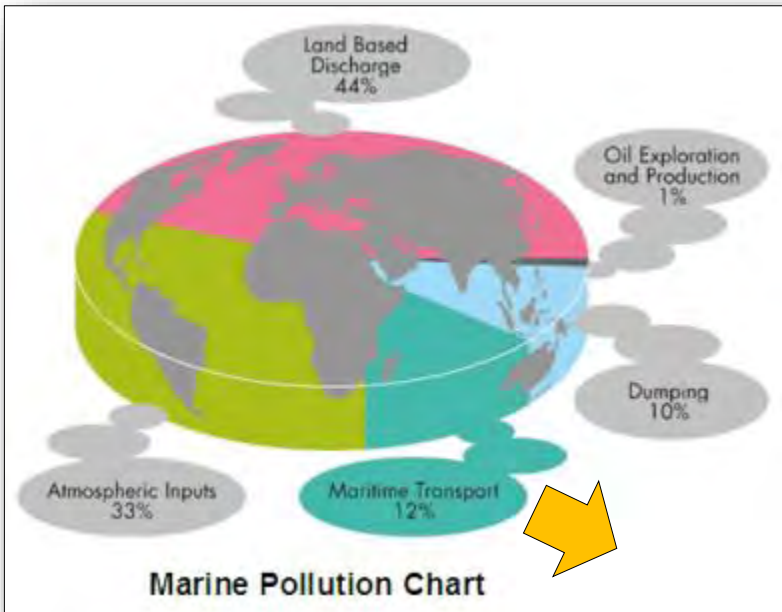 Land Based
Discharge
44%
Oil Exploration
and Production
1%
Dumping
10%
Maritime Transport
12%
Atmospheric Inputs
33%
Marine Pollution Chart